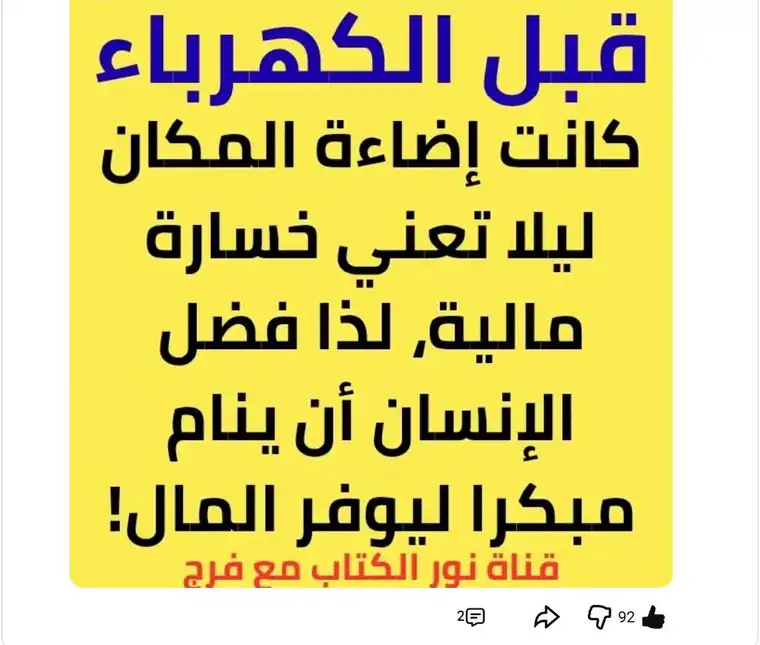 قبل الكهرباء
كانت إضاءة المكان
ليلا تعني خسارة
مالية, لذا فضل
الإنسان أن ينام
مبكرا ليوفر المال!
قناة نور الكتاب مع فرج
92
2